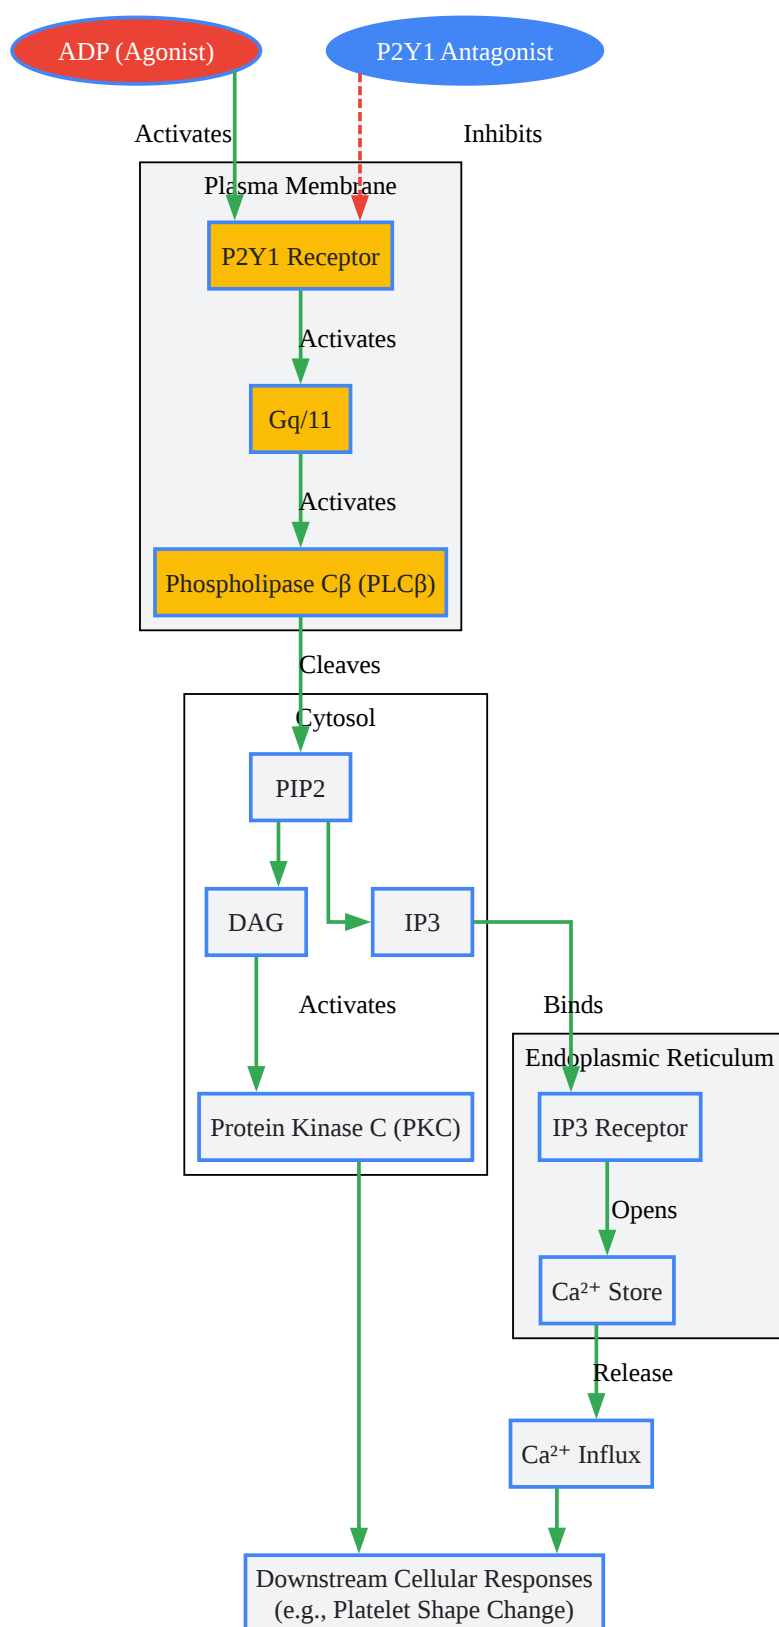 ADP (Agonist)
P2Y1 Antagonist
Activates
Inhibits
Plasma Membrane
P2Y1 Receptor
Activates
Gq/11
Activates
Phospholipase Cβ (PLCβ)
Cleaves
Cytosol
PIP2
DAG
IP3
Activates
Binds
Endoplasmic Reticulum
Protein Kinase C (PKC)
IP3 Receptor
Opens
Ca²⁺ Store
Release
Ca²⁺ Influx
Downstream Cellular Responses
(e.g., Platelet Shape Change)